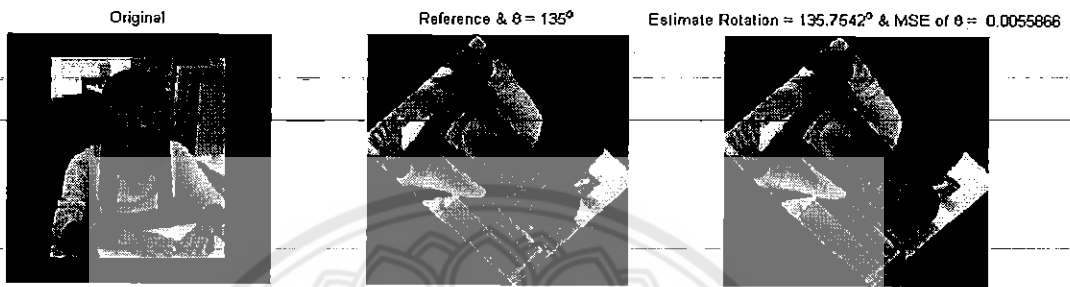 Original
Reference & θ = 135°
Estimate Rotation = 135.7542° & MSE of θ = 0.0055866